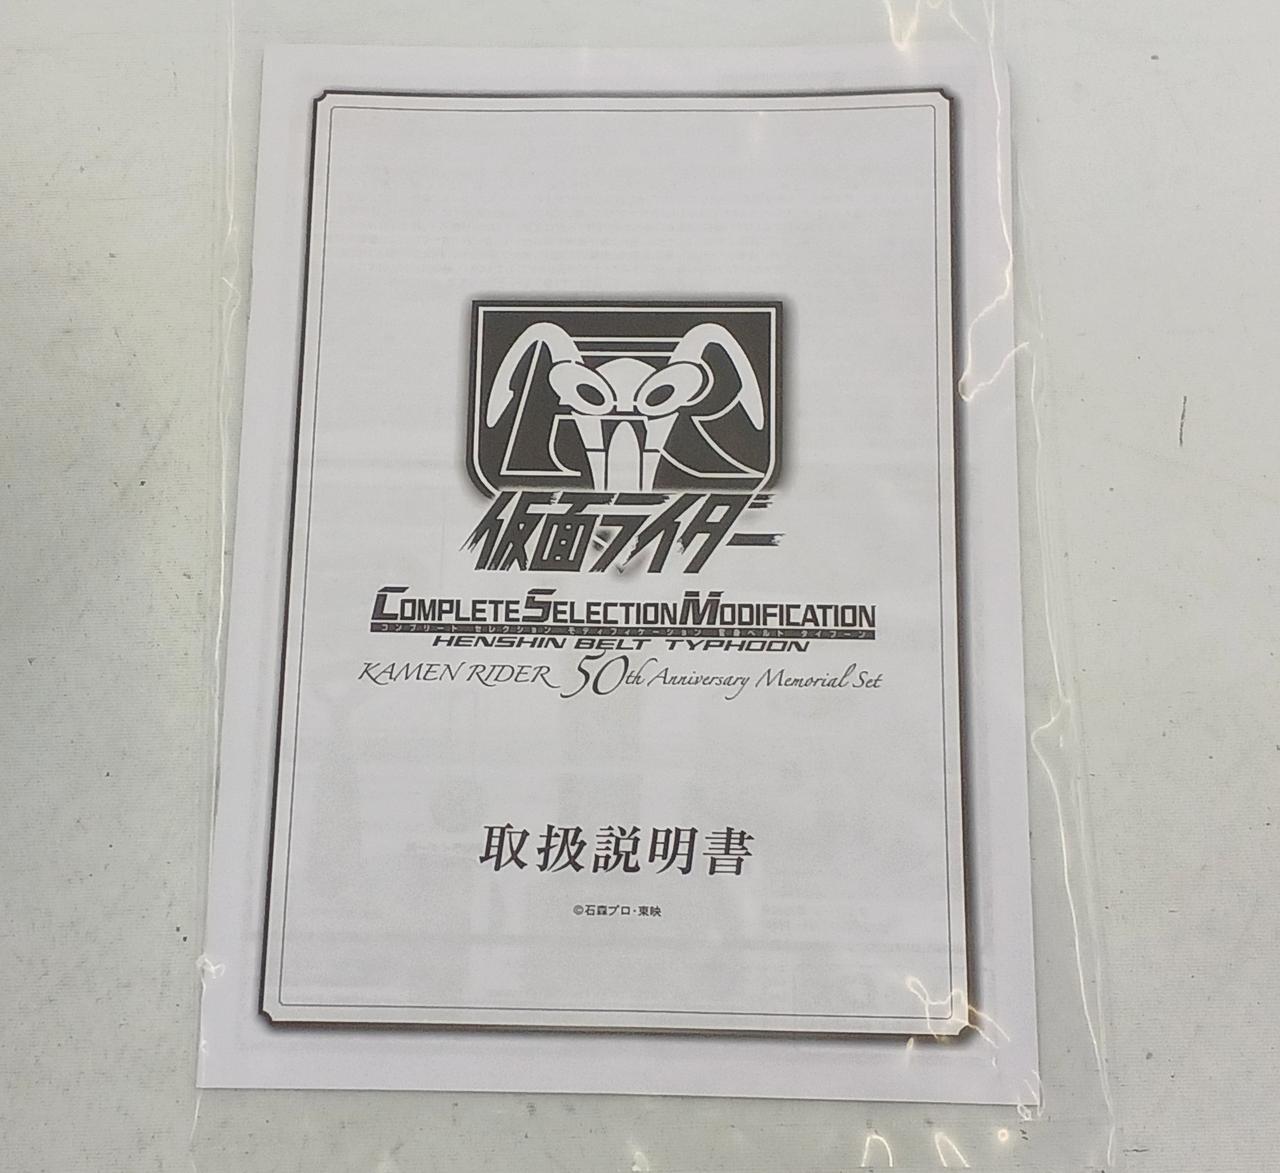 仮面ライダー
COMPLETE SELECTION MODIFICATION
コンプリート セレクション モディフィケーション 変身ベルト タイフーン
HENSHIN BELT TYPHOON
KAMEN RIDER 50th Anniversary Memorial Set
取扱説明書
©石森プロ・東映